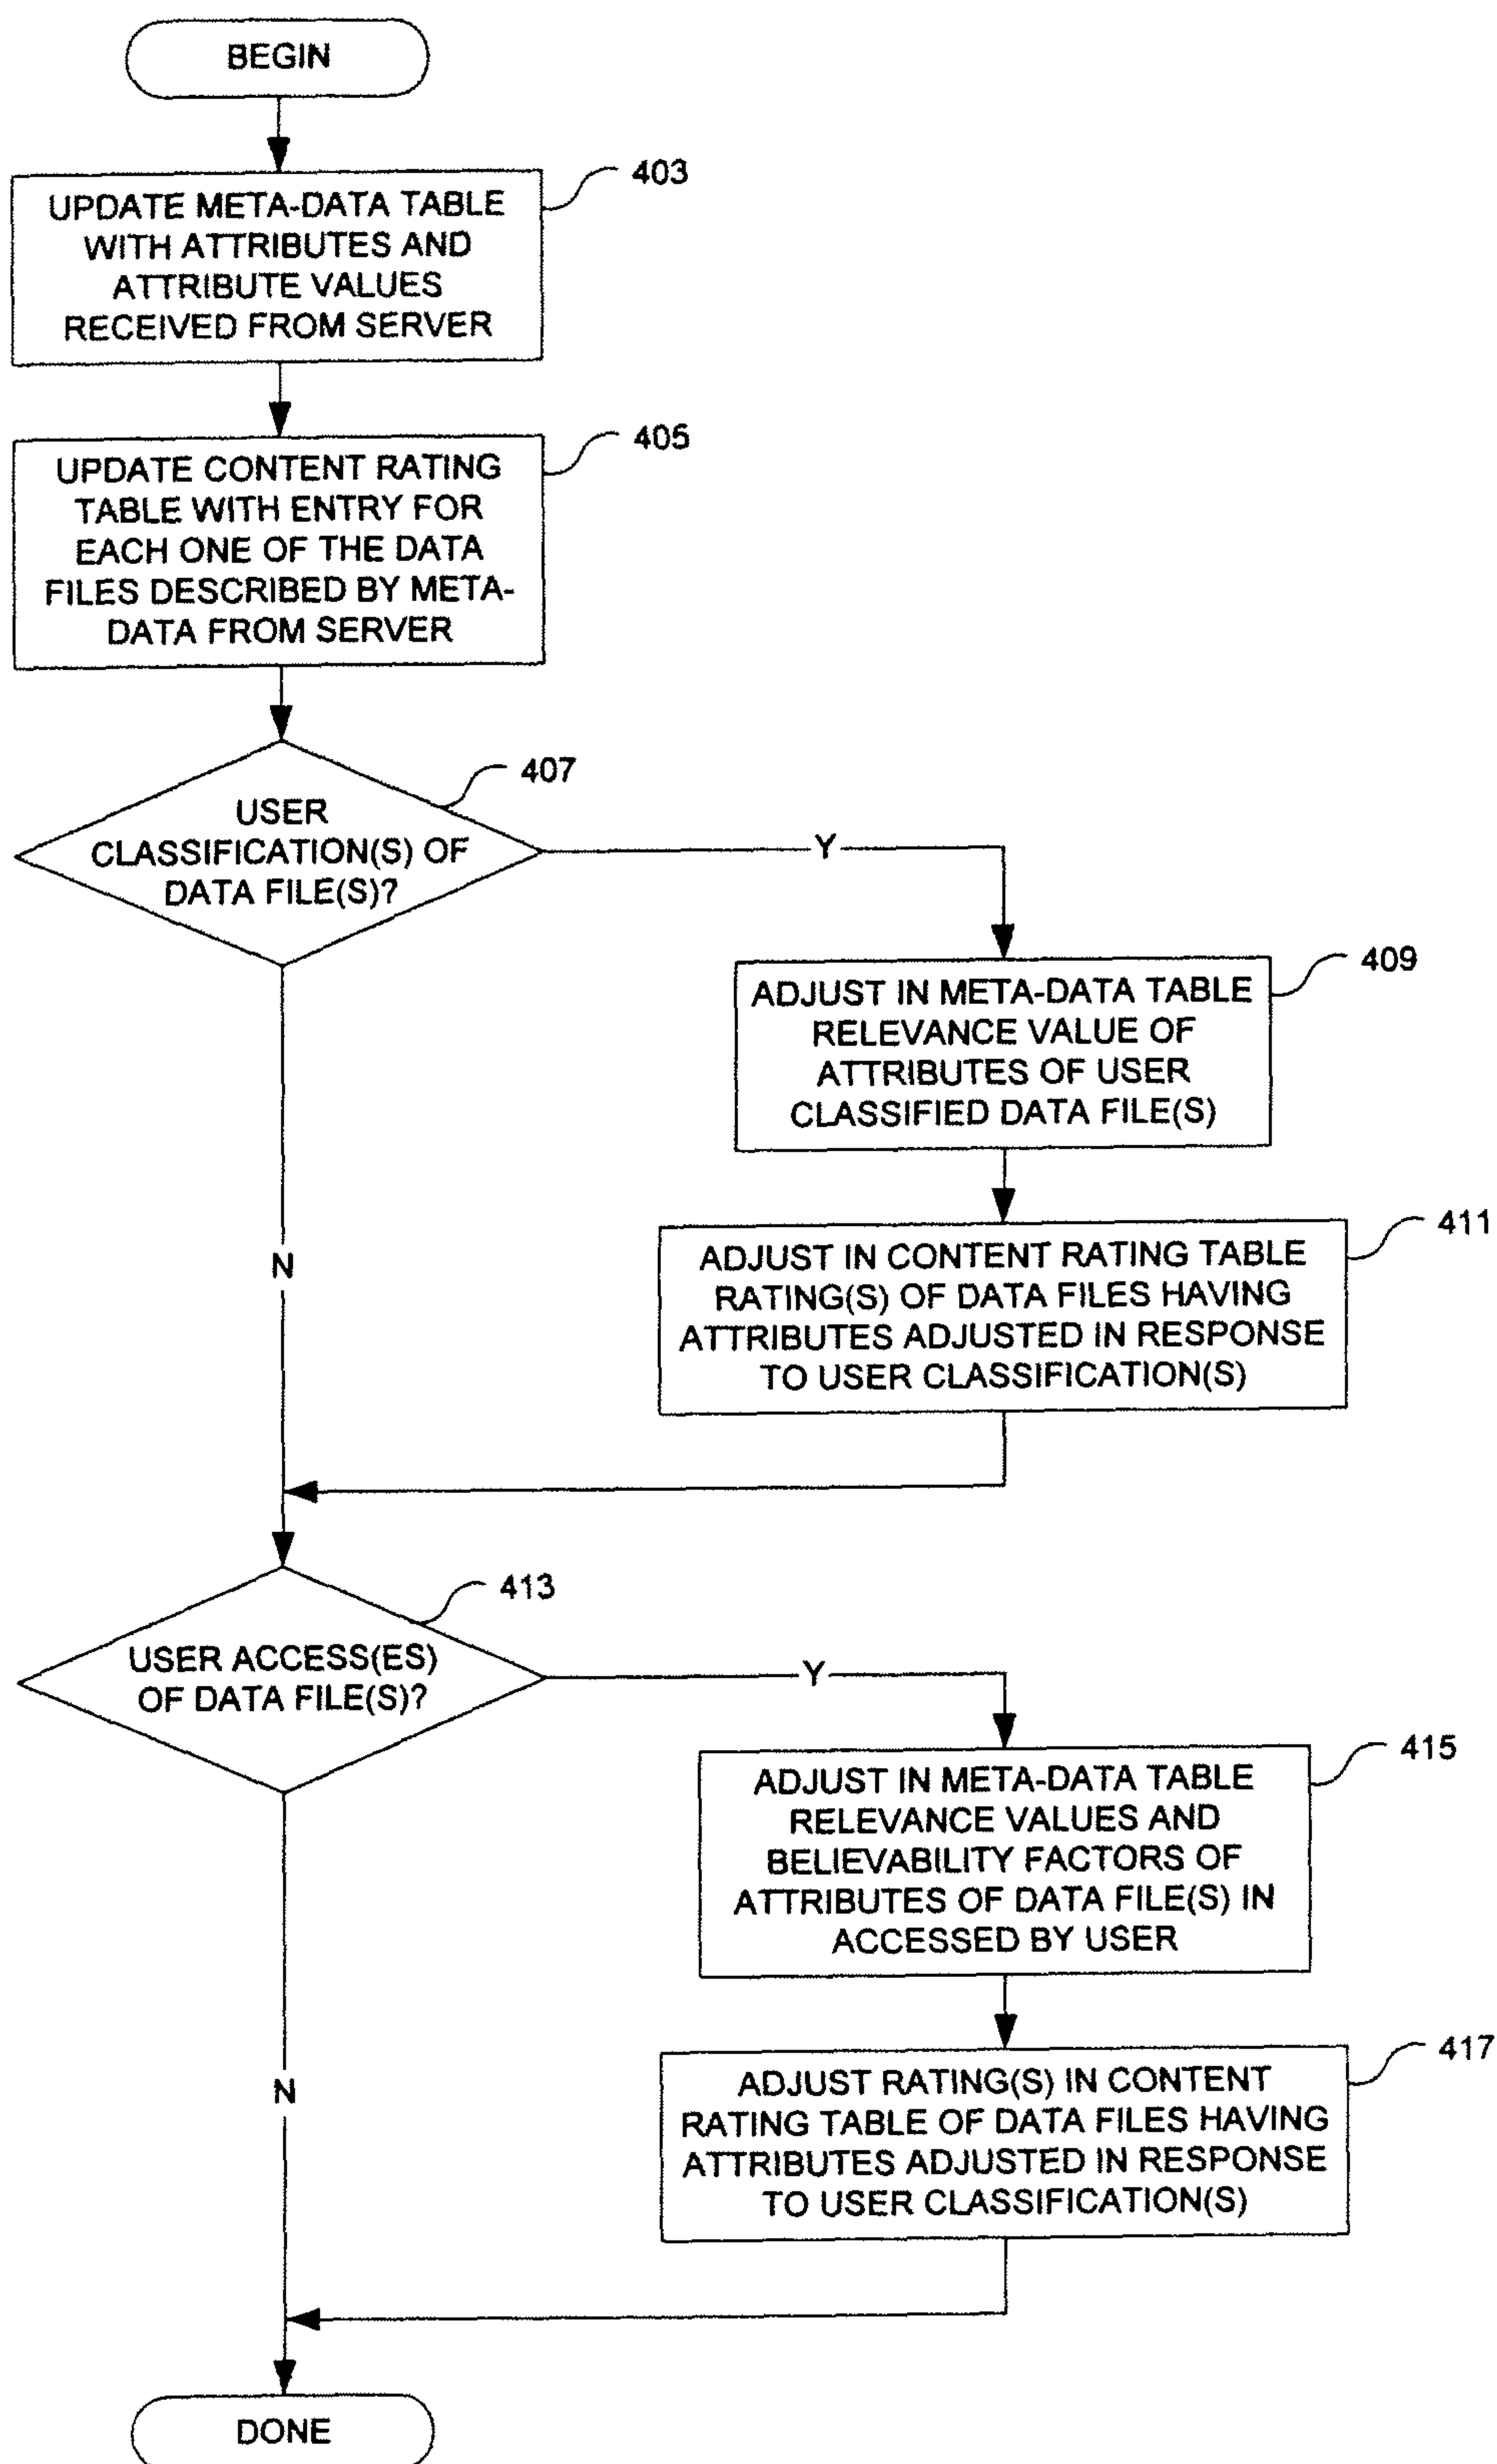 BEGIN
403
UPDATE META-DATA TABLE
WITH ATTRIBUTES AND
ATTRIBUTE VALUES
RECEIVED FROM SERVER
405
UPDATE CONTENT RATING
TABLE WITH ENTRY FOR
EACH ONE OF THE DATA
FILES DESCRIBED BY META-
DATA FROM SERVER
407
USER
CLASSIFICATION(S) OF
DATA FILE(S)?
Y
409
ADJUST IN META-DATA TABLE
RELEVANCE VALUE OF
ATTRIBUTES OF USER
CLASSIFIED DATA FILE(S)
411
ADJUST IN CONTENT RATING TABLE
RATING(S) OF DATA FILES HAVING
ATTRIBUTES ADJUSTED IN RESPONSE
TO USER CLASSIFICATION(S)
N
413
USER ACCESS(ES)
OF DATA FILE(S)?
Y
415
ADJUST IN META-DATA TABLE
RELEVANCE VALUES AND
BELIEVABILITY FACTORS OF
ATTRIBUTES OF DATA FILE(S) IN
ACCESSED BY USER
417
ADJUST RATING(S) IN CONTENT
RATING TABLE OF DATA FILES HAVING
ATTRIBUTES ADJUSTED IN RESPONSE
TO USER CLASSIFICATION(S)
N
DONE